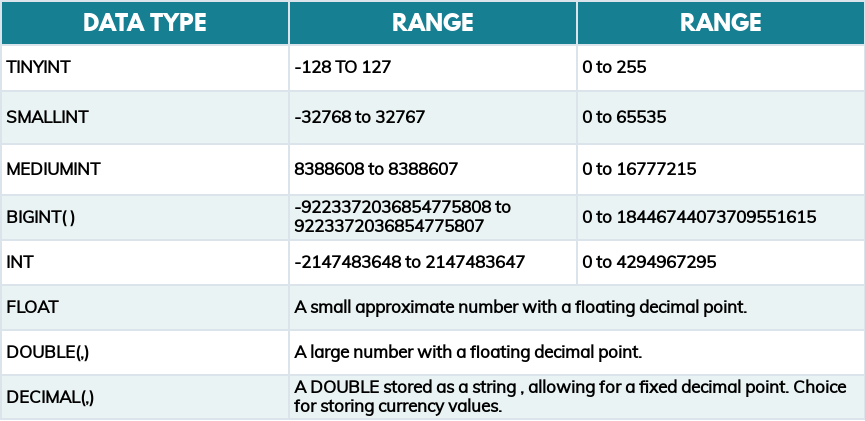 DATA TYPE RANGE RANGE
TINYINT -128 TO 127 0 to 255
SMALLINT -32768 to 32767 0 to 65535
MEDIUMINT 8388608 to 8388607 0 to 16777215
BIGINT( ) -9223372036854775808 to
9223372036854775807 0 to 18446744073709551615
INT -2147483648 to 2147483647 0 to 4294967295
FLOAT A small approximate number with a floating decimal point.
DOUBLE(,) A large number with a floating decimal point.
DECIMAL(,) A DOUBLE stored as a string , allowing for a fixed decimal point. Choice
for storing currency values.